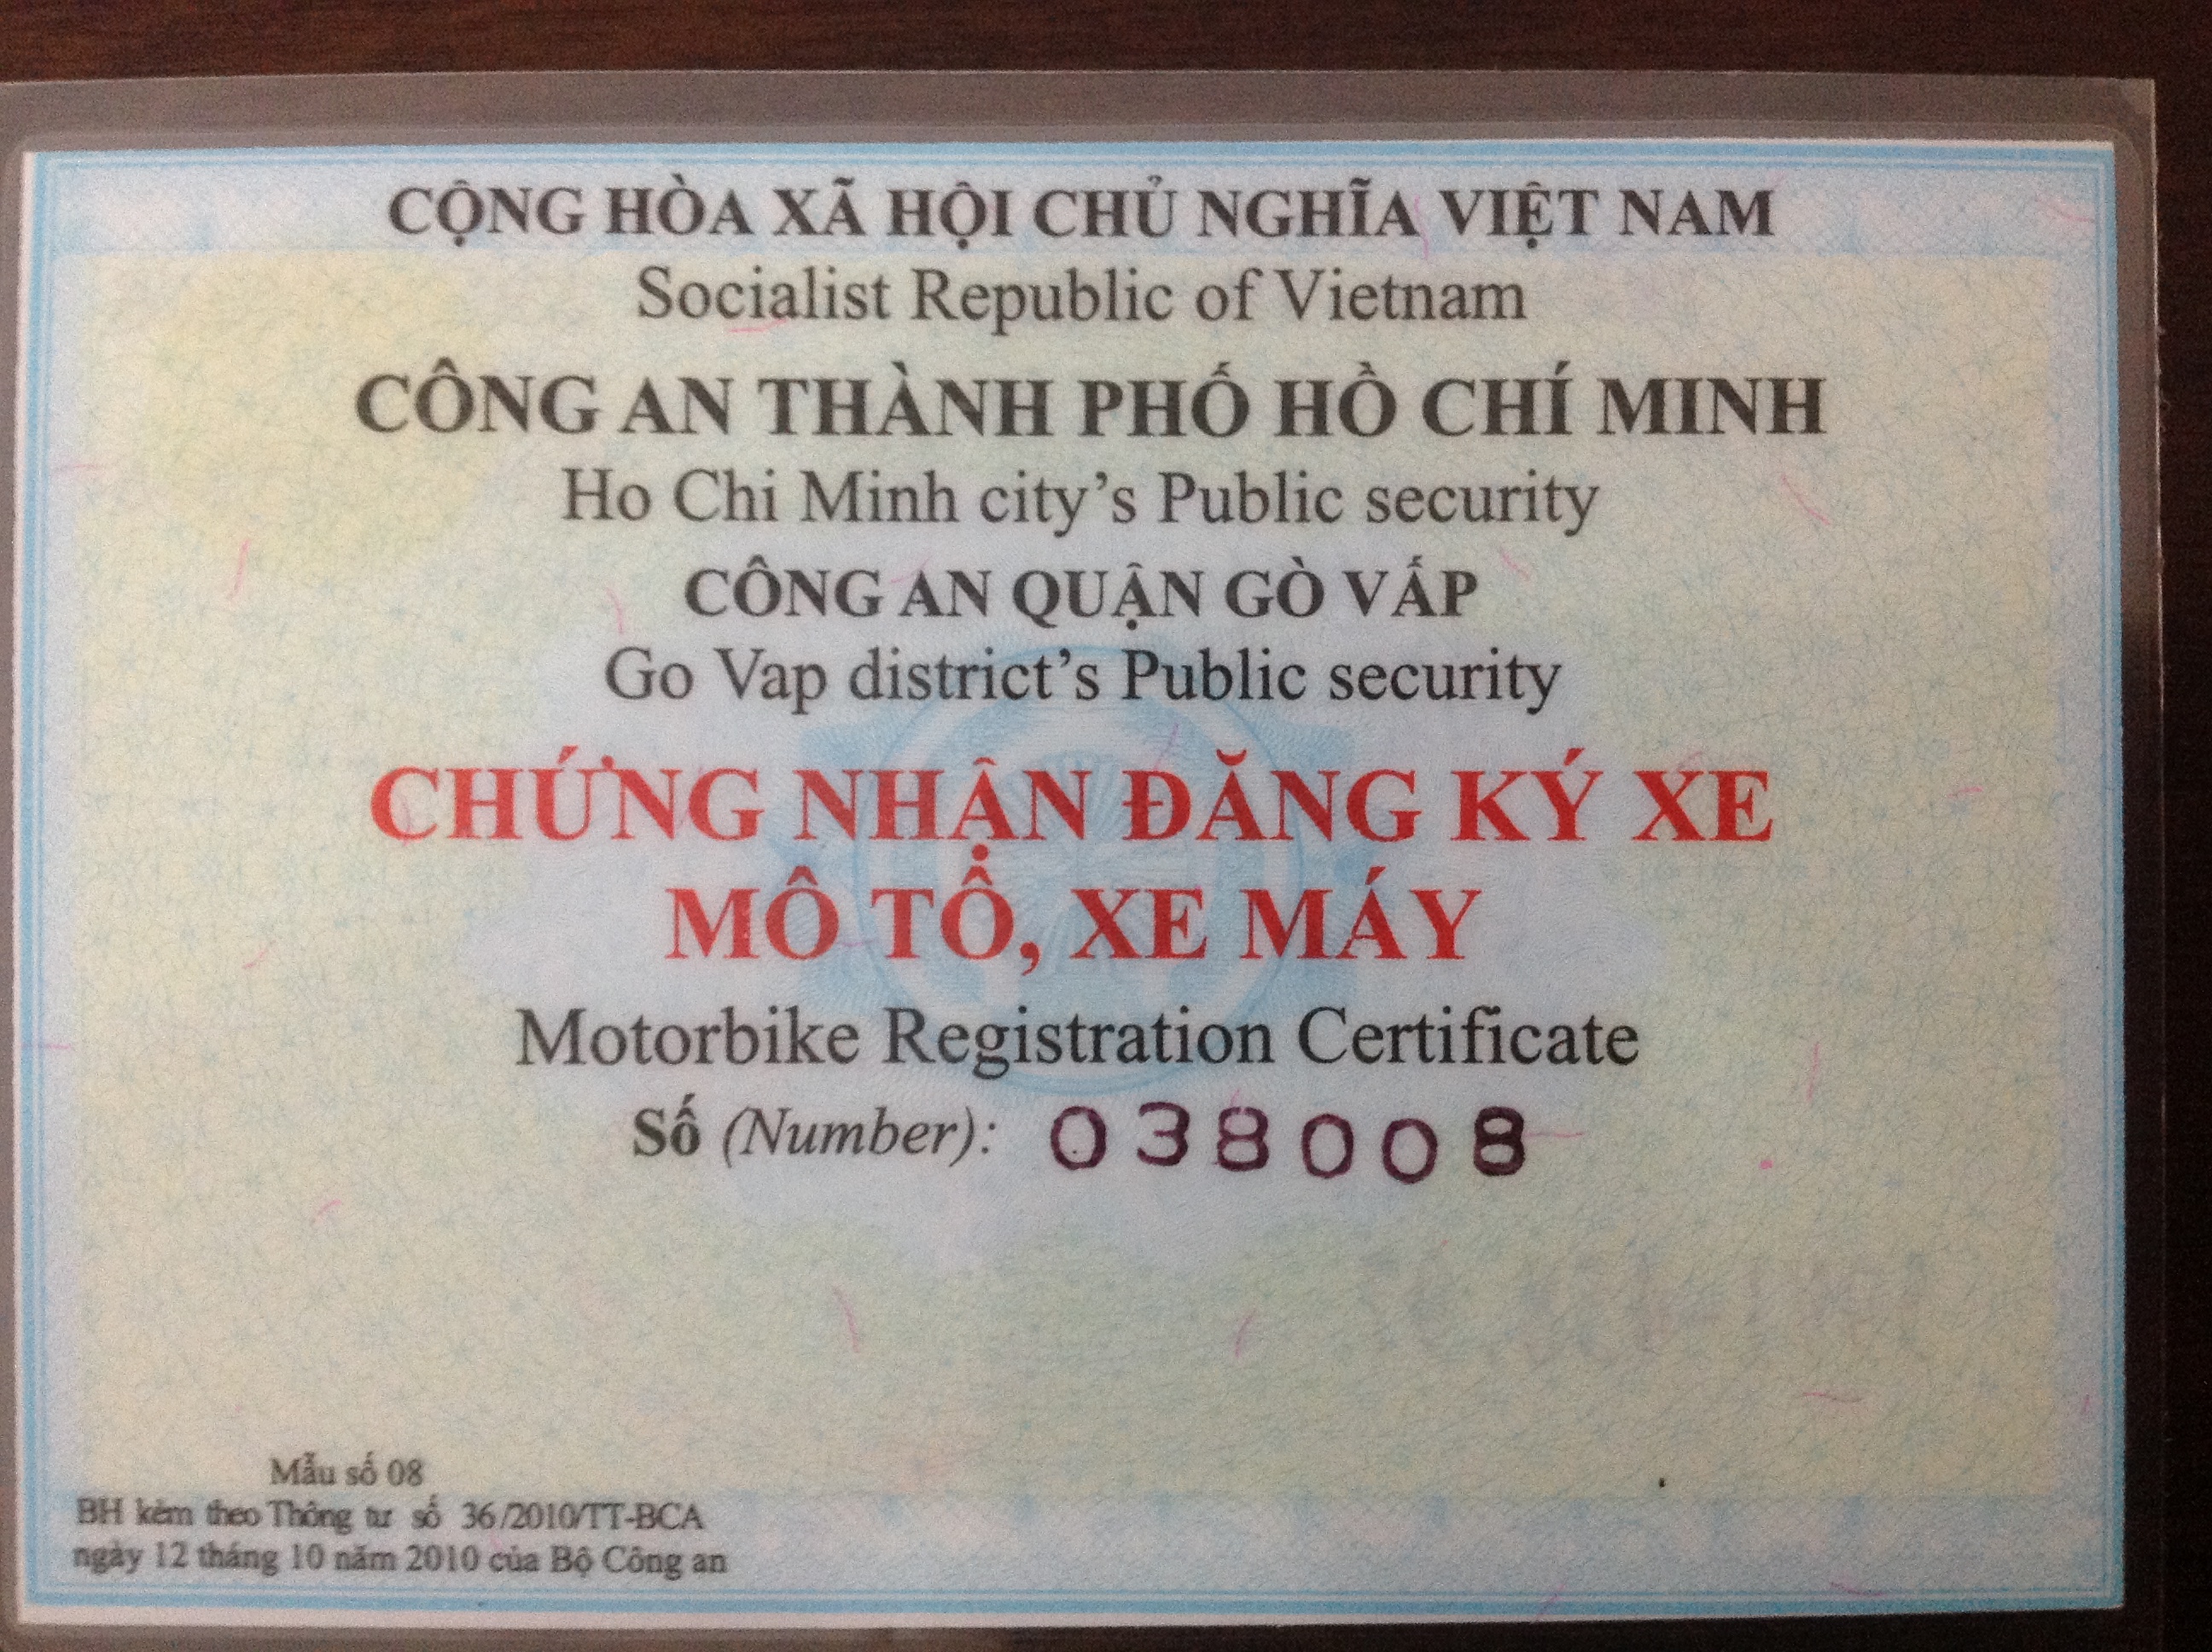 CỘNG HÒA XÃ HỘI CHỦ NGHĨA VIỆT NAM
Socialist Republic of Vietnam
CÔNG AN THÀNH PHỐ HỒ CHÍ MINH
Ho Chi Minh city's Public security
CÔNG AN QUẬN GÒ VẤP
Go Vap district's Public security
CHỨNG NHẬN ĐĂNG KÝ XE
MÔ TÔ, XE MÁY
Motorbike Registration Certificate
Số (Number): 038008
Mẫu số 08
BH kèm theo Thông tư số 36/2010/TT-BCA
ngày 12 tháng 10 năm 2010 của Bộ Công an